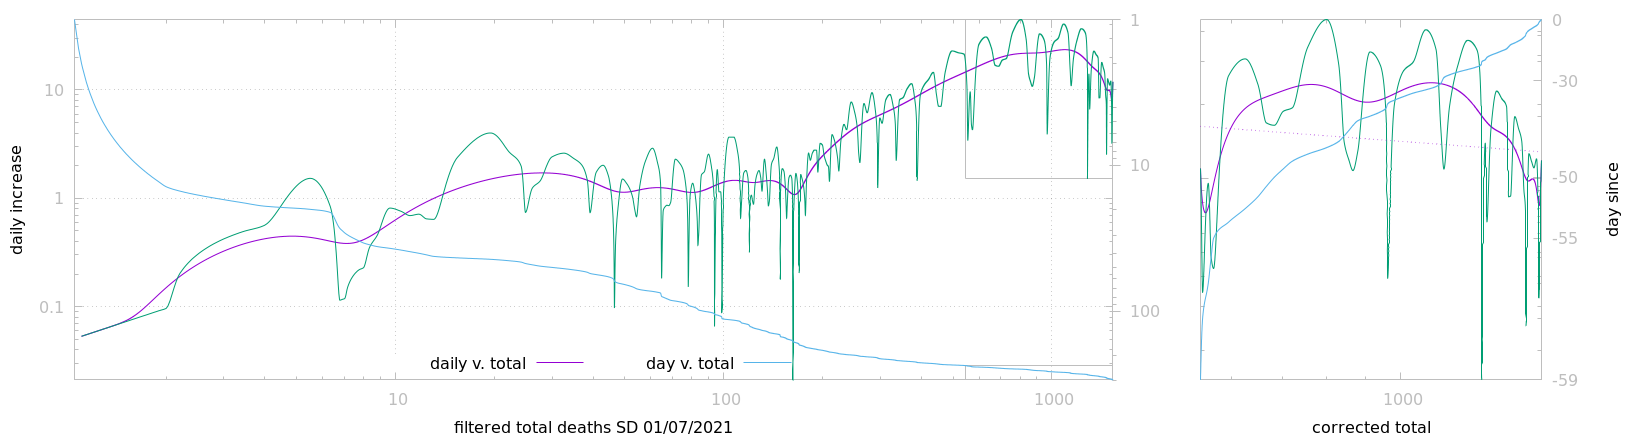 1
0
10
-30
1
10
-50
-55
0.1
100
daily v. total
day v. total
-59
10
100
1000
1000
daily increase
day since
filtered total deaths SD 01/07/2021
corrected total